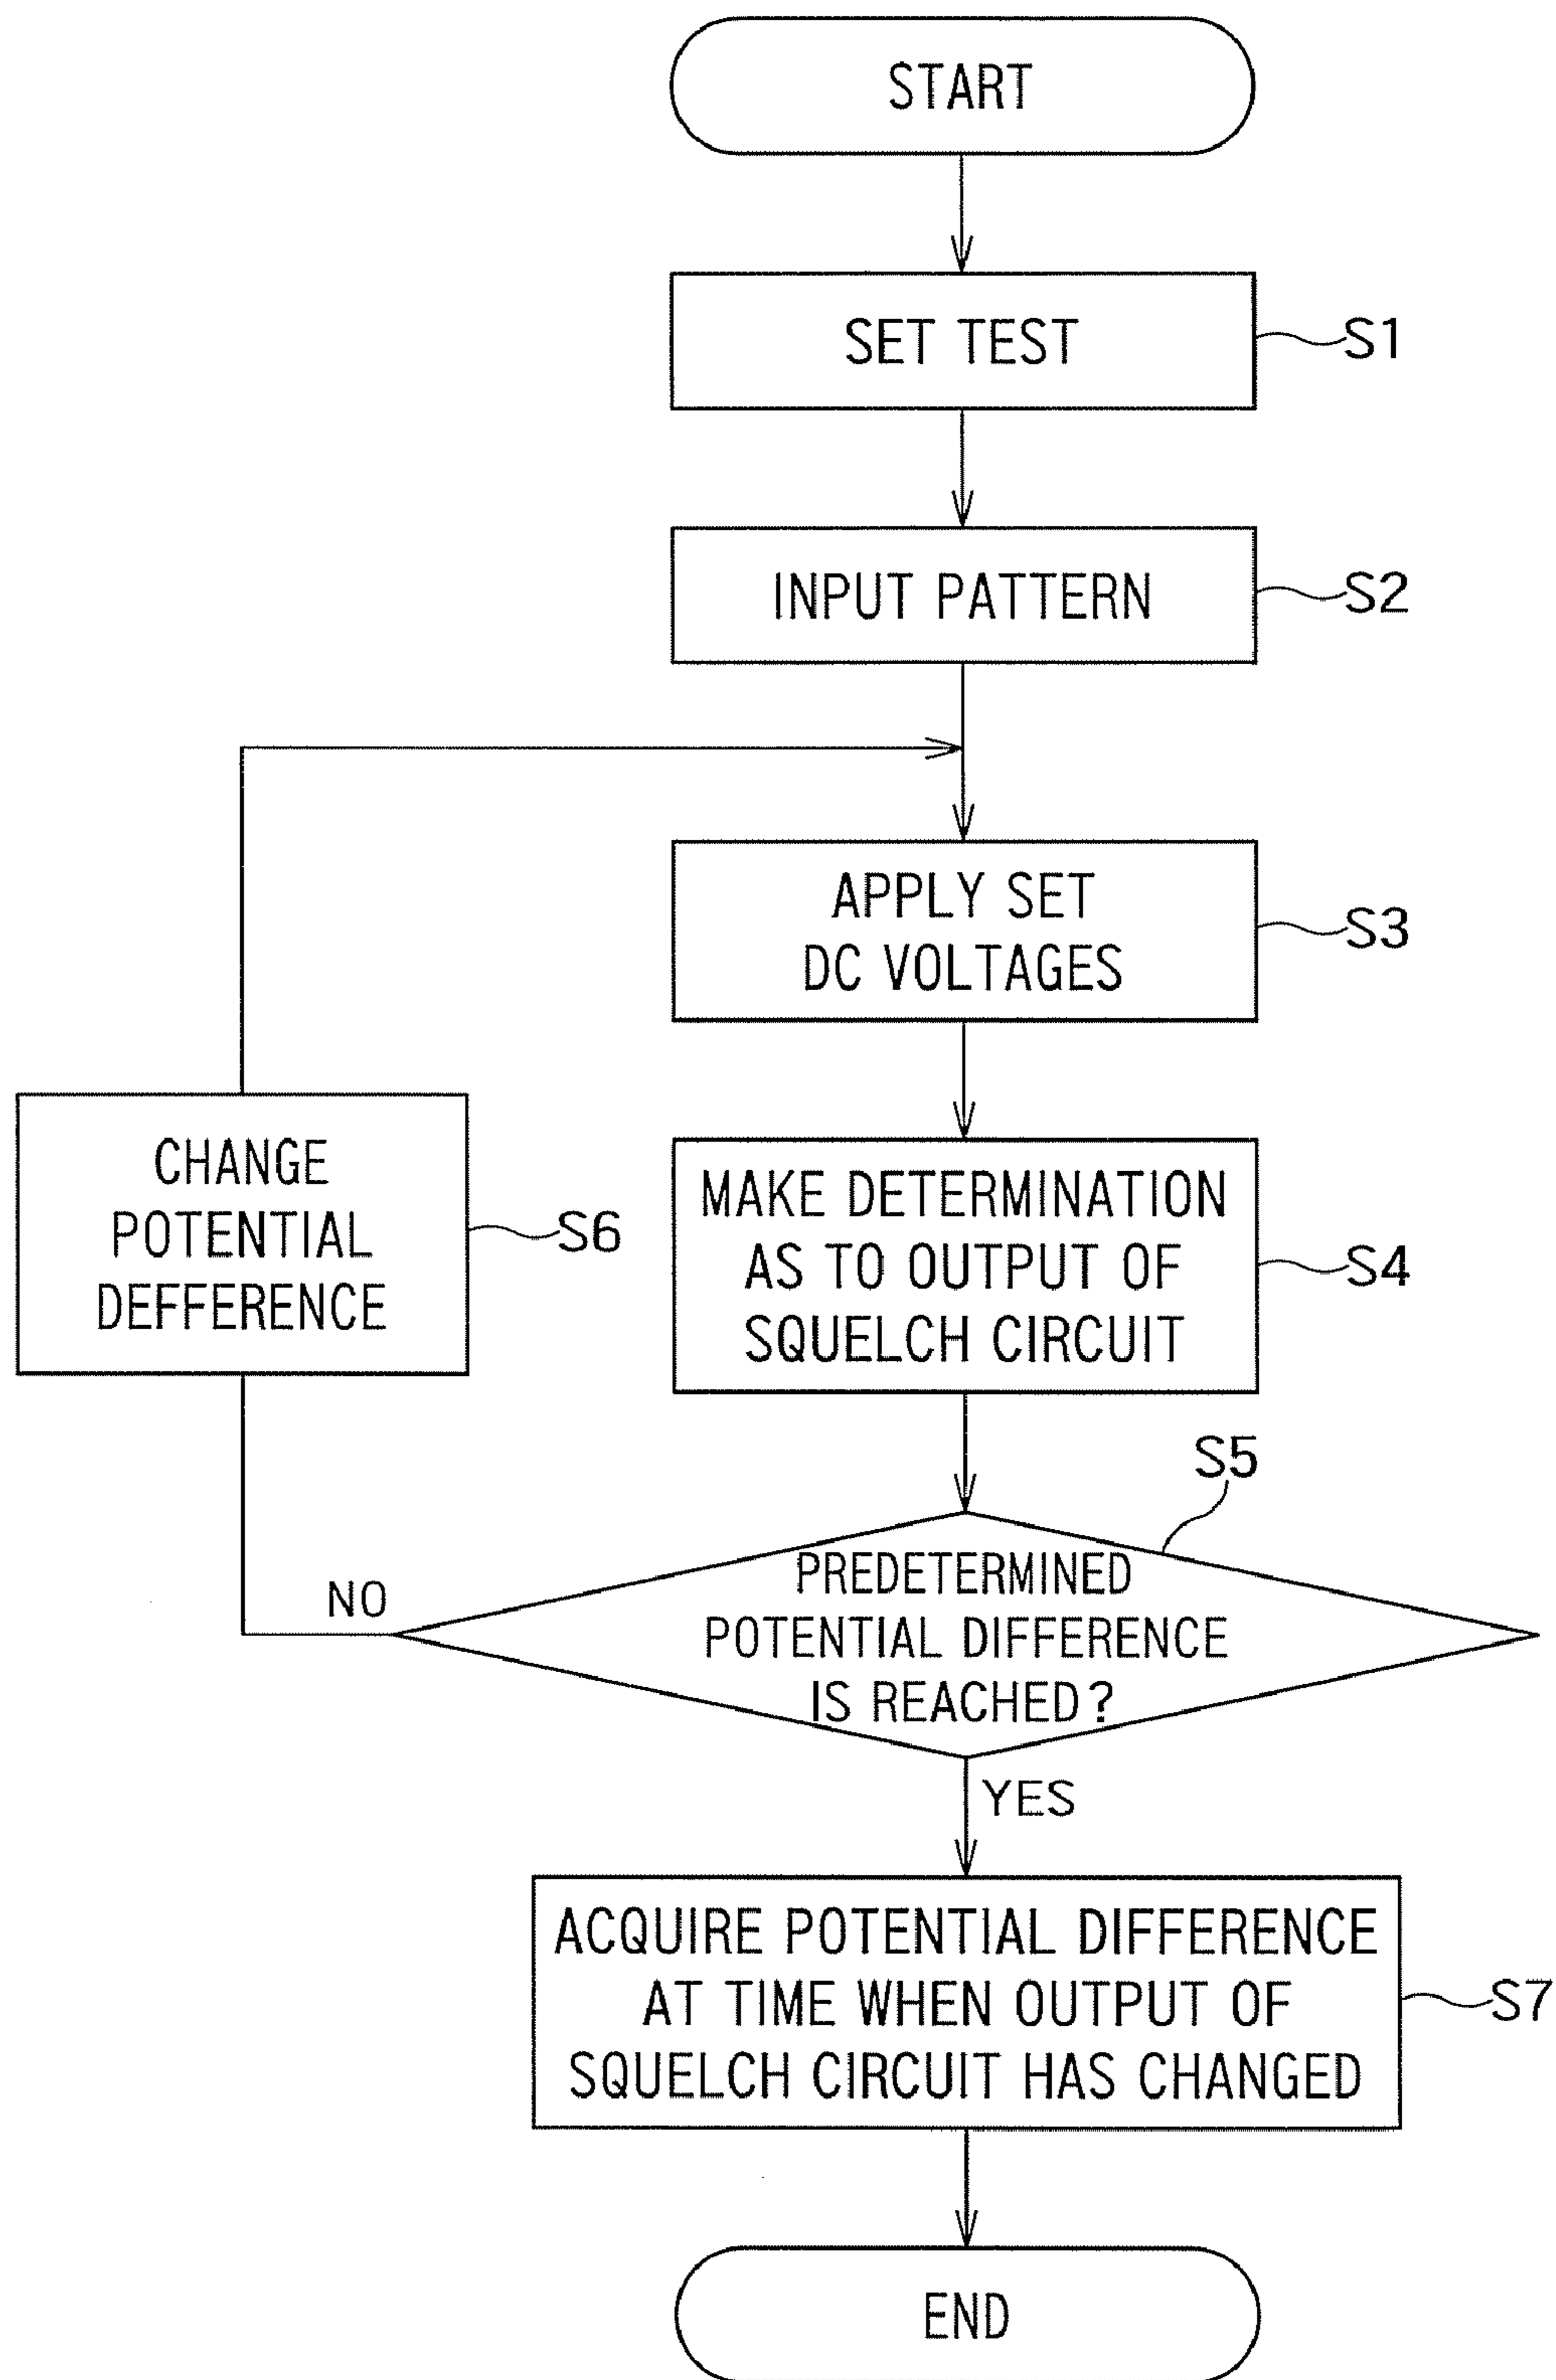 START
SET TEST
S1
INPUT PATTERN
S2
APPLY SET
DC VOLTAGES
S3
CHANGE
POTENTIAL
DEFFERENCE
S6
MAKE DETERMINATION
AS TO OUTPUT OF
SQUELCH CIRCUIT
S4
S5
PREDETERMINED
POTENTIAL DIFFERENCE
IS REACHED?
NO
YES
ACQUIRE POTENTIAL DIFFERENCE
AT TIME WHEN OUTPUT OF
SQUELCH CIRCUIT HAS CHANGED
S7
END